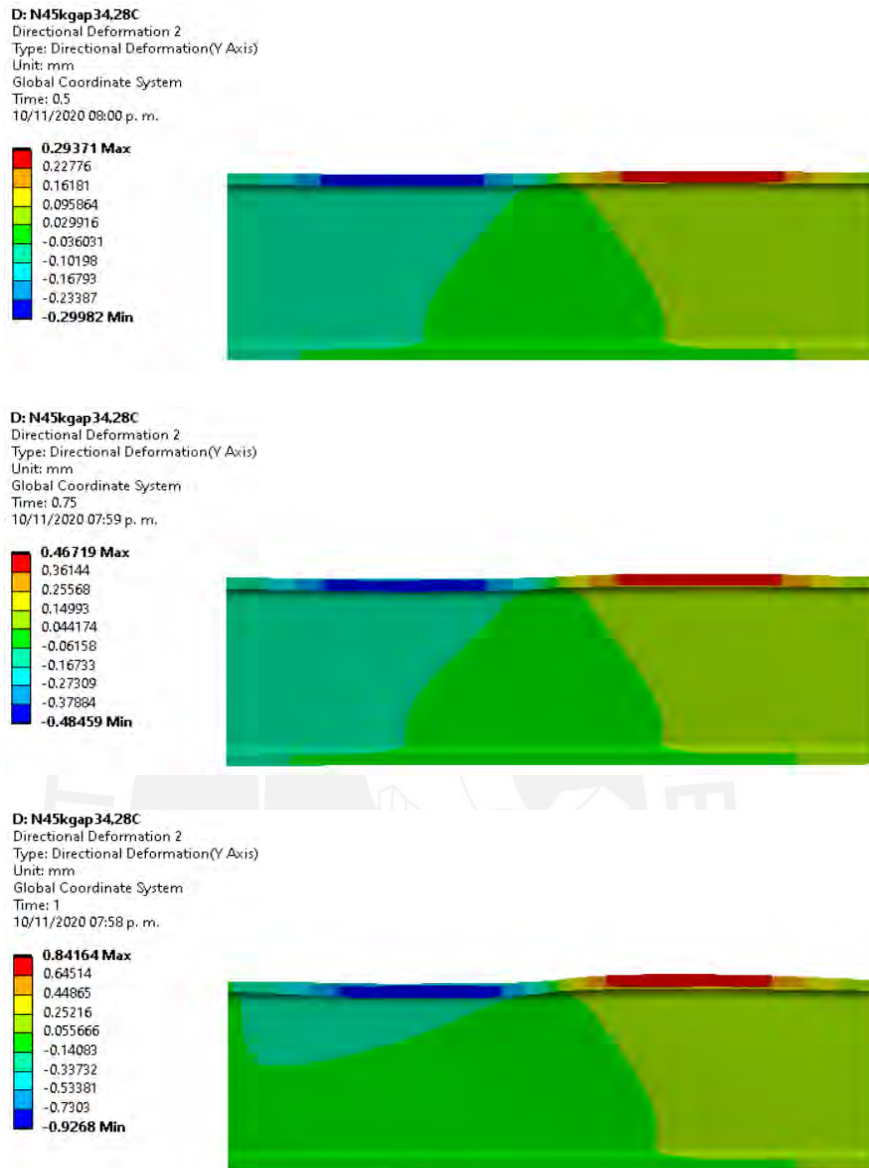 D: N45kgap34,28C
Directional Deformation 2
Type: Directional Deformation(Y Axis)
Unit: mm
Global Coordinate System
Time: 0.5
10/11/2020 08:00 p. m.
0.29371 Max
0.22776
0.16181
0.095864
0.029916
-0.036031
-0.10198
-0.16793
-0.23387
-0.29982 Min
D: N45kgap34,28C
Directional Deformation 2
Type: Directional Deformation(Y Axis)
Unit: mm
Global Coordinate System
Time: 0.75
10/11/2020 07:59 p. m.
0.46719 Max
0.36144
0.25568
0.14993
0.044174
-0.06158
-0.16733
-0.27309
-0.37884
-0.48459 Min
D: N45kgap34,28C
Directional Deformation 2
Type: Directional Deformation(Y Axis)
Unit: mm
Global Coordinate System
Time: 1
10/11/2020 07:58 p. m.
0.84164 Max
0.64514
0.44865
0.25216
0.055666
-0.14083
-0.33732
-0.53381
-0.7303
-0.9268 Min